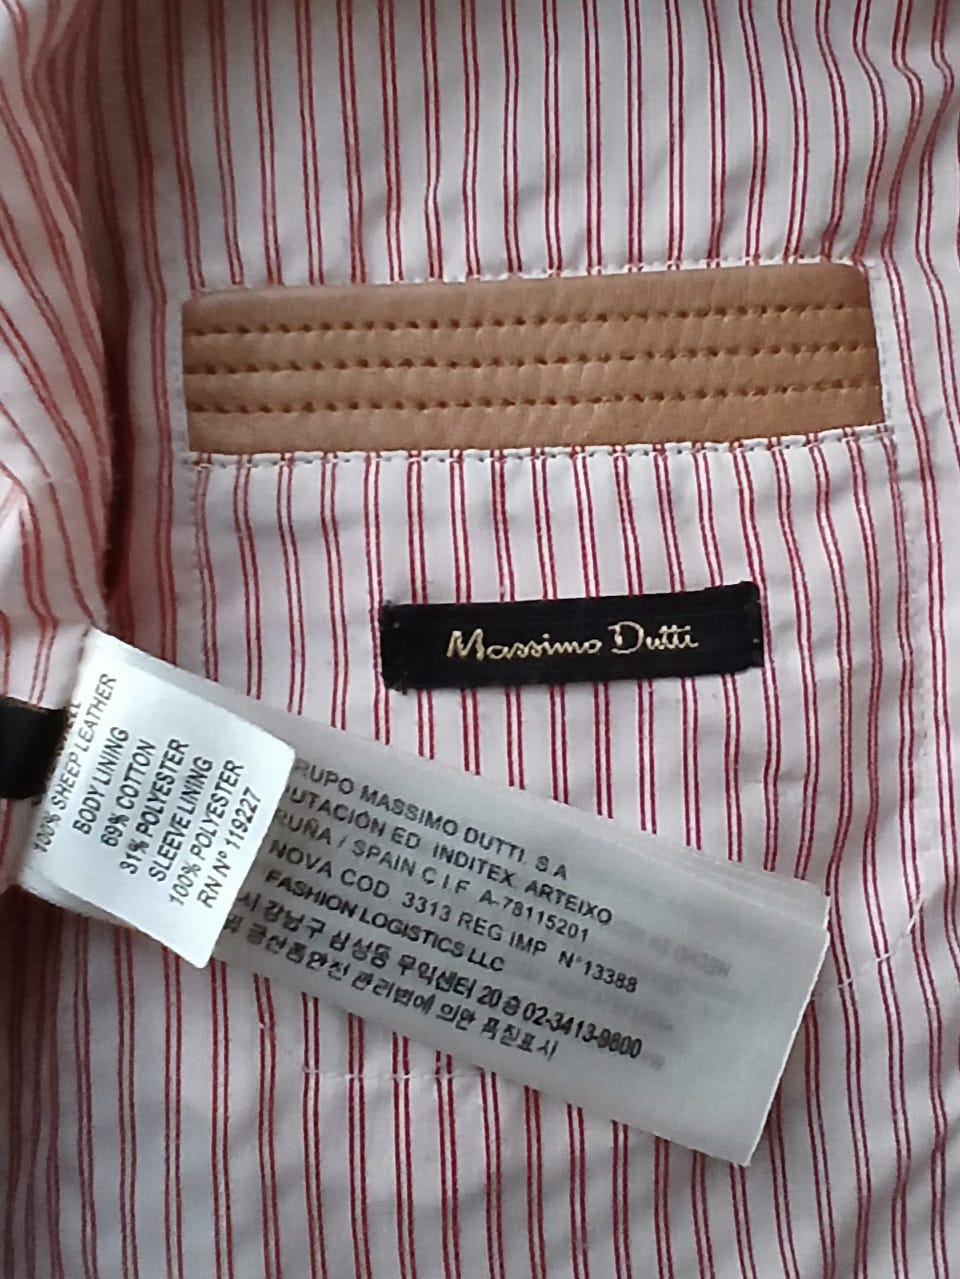 Massimo Dutti
100% SHEEP LEATHER
BODY LINING
69% COTTON
31% POLYESTER
SLEEVE LINING
100% POLYESTER
RN Nº 119227
RUPO MASSIMO DUTTI. S.A
UTACIÓN ED. INDITEX, ARTEIXO
RUÑA / SPAIN C.I.F. A-78115201
NOVA COD. 3313 REG IMP. N°13388
FASHION LOGISTICS LLC
시 강남구 삼성동 무역센터 20층 02-3413-9800
공산품안전 관리법에 의한 품질표시